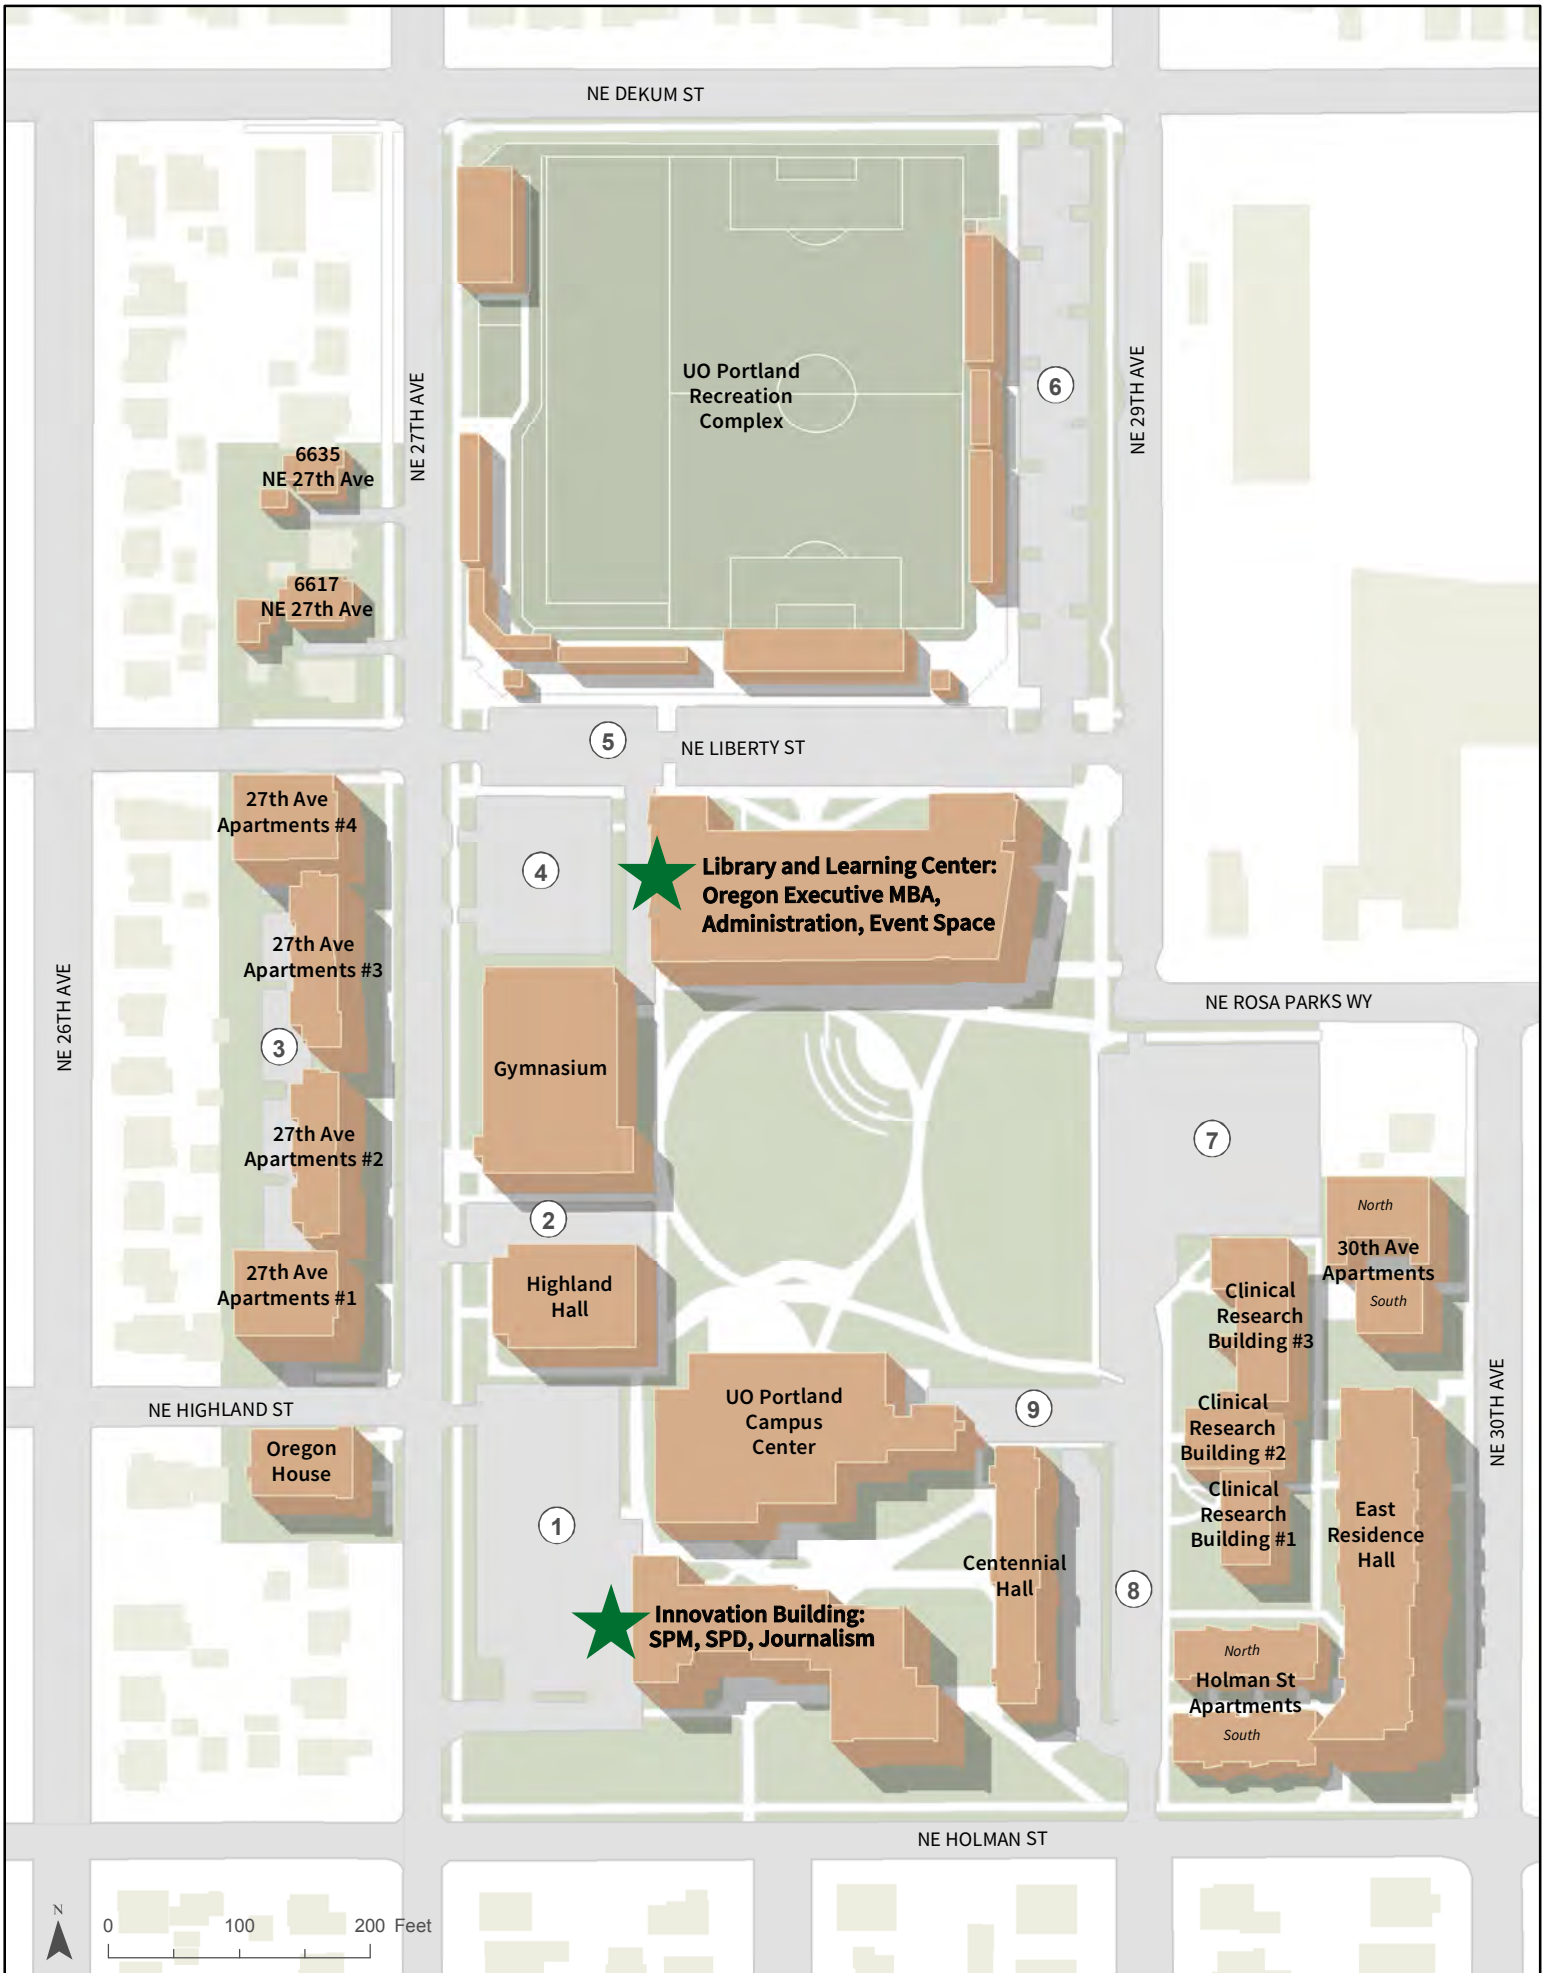 NE DEKUM ST
UO Portland
Recreation
Complex
6
NE 27TH AVE
NE 29TH AVE
6635
NE 27th Ave
6617
NE 27th Ave
5
NE LIBERTY ST
27th Ave
Apartments #4
4
Library and Learning Center:
Oregon Executive MBA,
Administration, Event Space
27th Ave
Apartments #3
NE 26TH AVE
NE ROSA PARKS WY
3
Gymnasium
7
27th Ave
Apartments #2
2
North
30th Ave
Apartments
South
27th Ave
Apartments #1
Highland
Hall
Clinical
Research
Building #3
NE HIGHLAND ST
UO Portland
Campus
Center
9
Clinical
Research
Building #2
NE 30TH AVE
Oregon
House
1
Clinical
Research
Building #1
East
Residence
Hall
Centennial
Hall
8
Innovation Building:
SPM, SPD, Journalism
North
Holman St
Apartments
South
NE HOLMAN ST
N
0 100 200 Feet